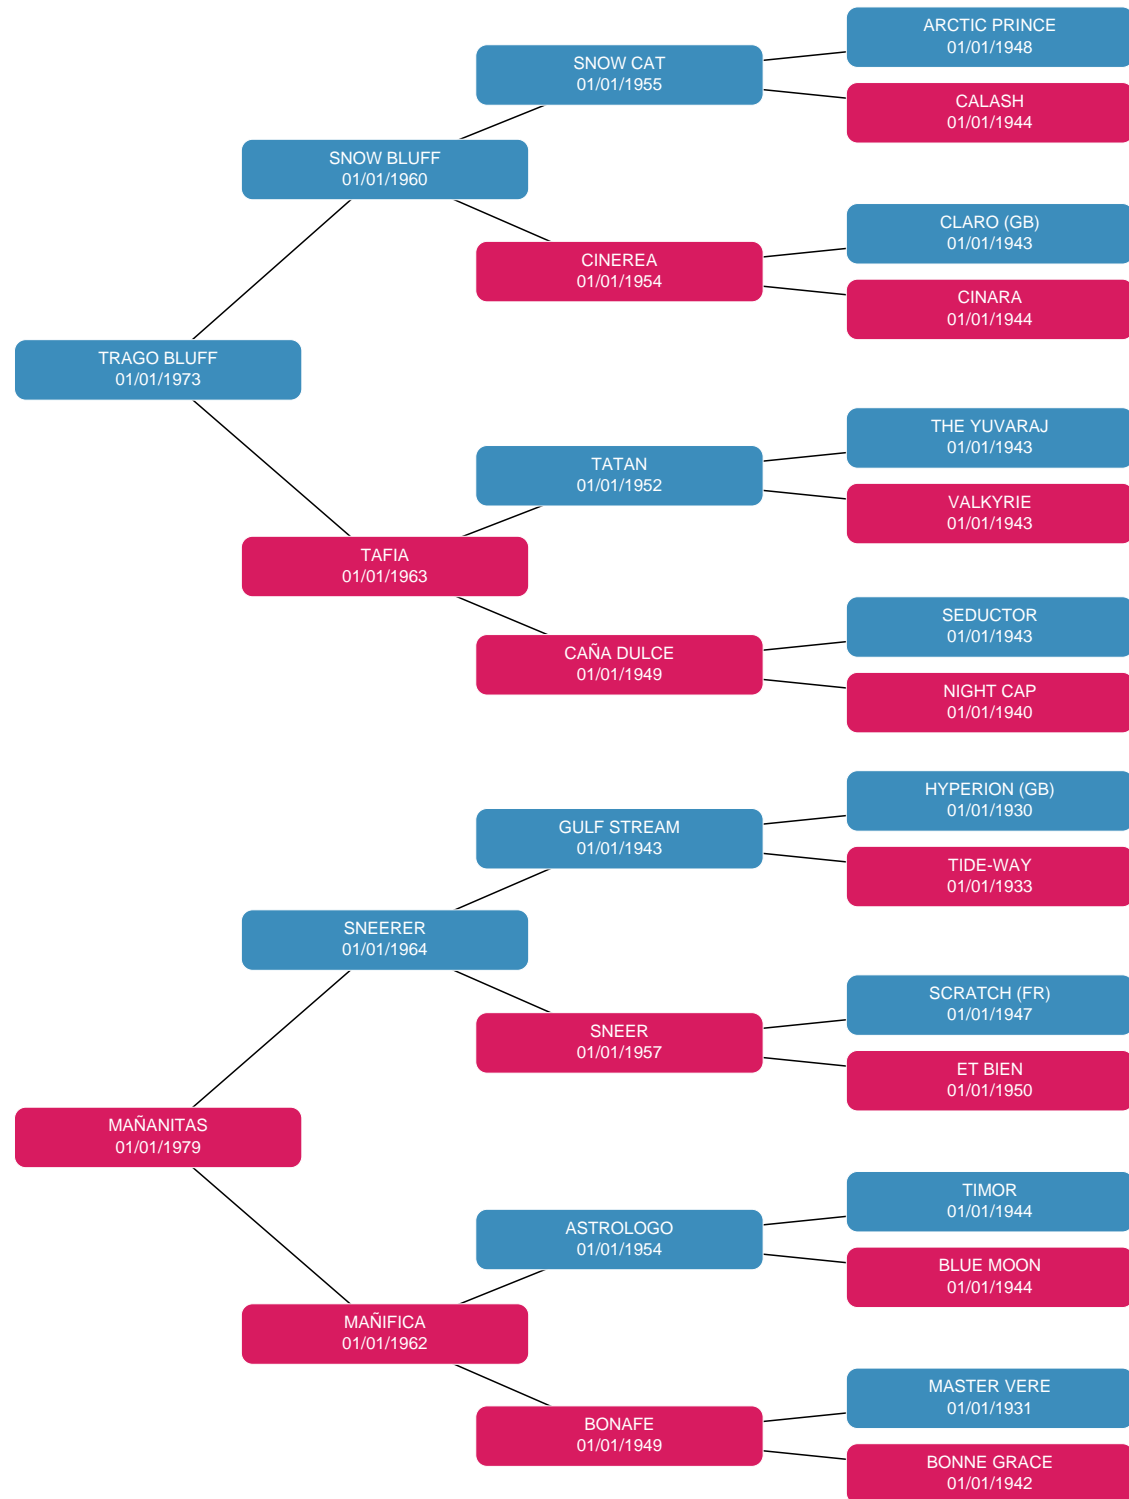 ARCTIC PRINCE
01/01/1948
SNOW CAT
01/01/1955
CALASH
01/01/1944
SNOW BLUFF
01/01/1960
CLARO (GB)
01/01/1943
CINEREA
01/01/1954
CINARA
01/01/1944
TRAGO BLUFF
01/01/1973
THE YUVARAJ
01/01/1943
TATAN
01/01/1952
VALKYRIE
01/01/1943
TAFIA
01/01/1963
SEDUCTOR
01/01/1943
CAÑA DULCE
01/01/1949
NIGHT CAP
01/01/1940
HYPERION (GB)
01/01/1930
GULF STREAM
01/01/1943
TIDE-WAY
01/01/1933
SNEERER
01/01/1964
SCRATCH (FR)
01/01/1947
SNEER
01/01/1957
ET BIEN
01/01/1950
MAÑANITAS
01/01/1979
TIMOR
01/01/1944
ASTROLOGO
01/01/1954
BLUE MOON
01/01/1944
MAÑIFICA
01/01/1962
MASTER VERE
01/01/1931
BONAFE
01/01/1949
BONNE GRACE
01/01/1942